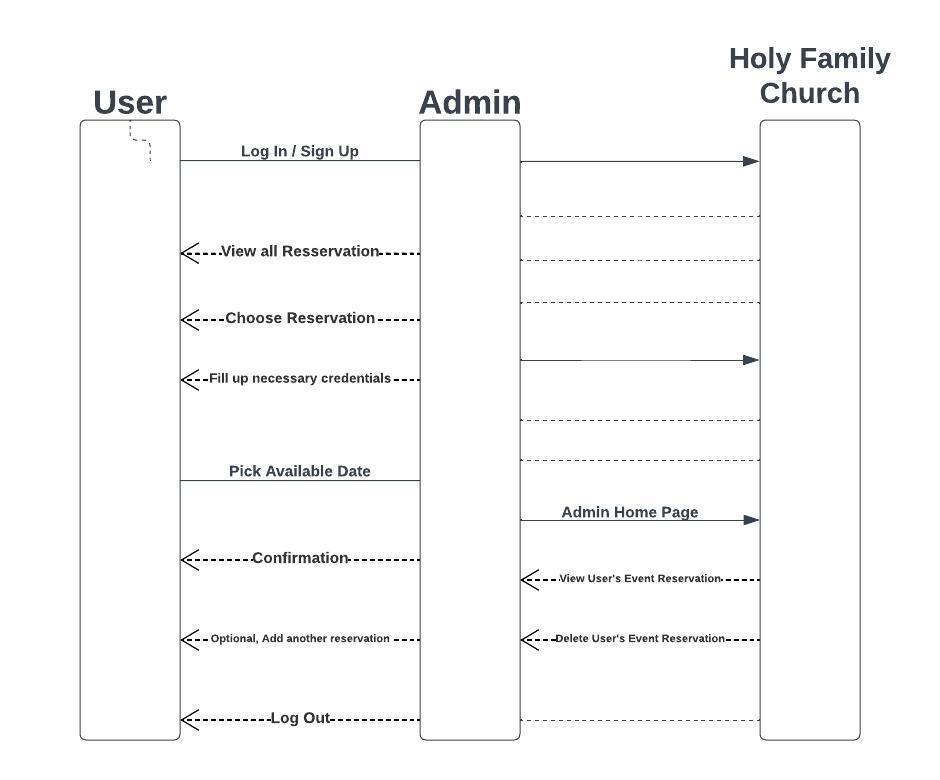 Holy Family
Church
User
Admin
Log In / Sign Up
View all Resservation
Choose Reservation
Fill up necessary credentials
Pick Available Date
Admin Home Page
Confirmation
View User's Event Reservation
Optional, Add another reservation
Delete User's Event Reservation
Log Out